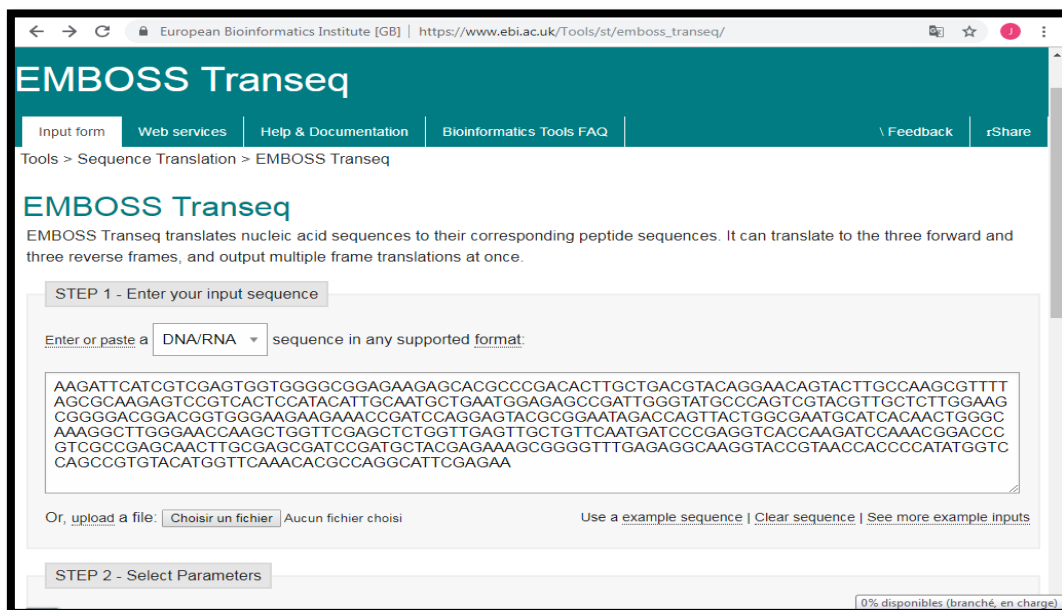 European Bioinformatics Institute [GB] | https://www.ebi.ac.uk/Tools/st/emboss_transeq/
J
EMBOSS Transeq
Input form Web services Help & Documentation Bioinformatics Tools FAQ \ Feedback rShare
Tools > Sequence Translation > EMBOSS Transeq
EMBOSS Transeq
EMBOSS Transeq translates nucleic acid sequences to their corresponding peptide sequences. It can translate to the three forward and
three reverse frames, and output multiple frame translations at once.
STEP 1 - Enter your input sequence
Enter or paste a DNA/RNA sequence in any supported format:
AAGATTCATCGTCGAGTGGTGGGGCGGAGAAGAGCACGCCCGACACTTGCTGACGTACAGGAACAGTACTTGCCAAGCGTTTT
AGCGCAAGAGTCCGTCACTCCATACATTGCAATGCTGAATGGAGAGCCGATTGGGTATGCCCAGTCGTACGTTGCTCTTGGAAG
CGGGGACGGACGGTGGGAAGAAGAAACCGATCCAGGAGTACGCGGAATAGACCAGTTACTGGCGAATGCATCACAACTGGGC
AAAGGCTTGGGAACCAAGCTGGTTCGAGCTCTGGTTGAGTTGCTGTTCAATGATCCCGAGGTCACCAAGATCCAAACGGACCC
GTCGCCGAGCAACTTGCGAGCGATCCGATGCTACGAGAAAGCGGGGTTTGAGAGGCAAGGTACCGTAACCACCCCATATGGTC
CAGCCGTGTACATGGTTCAAACACGCCAGGCATTCGAGAA
Or, upload a file: Choisir un fichier Aucun fichier choisi Use a example sequence | Clear sequence | See more example inputs
STEP 2 - Select Parameters
0% disponibles (branché, en charge)